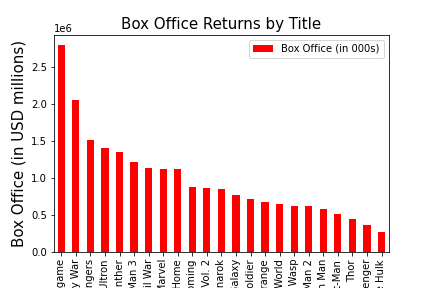 Box Office Returns by Title
1e6
Box Office (in 000s)
Box Office (in USD millions)
2.5
2.0
1.5
1.0
0.5
0.0
game
y War
ngers
Ultron
nther
Man 3
il War
Marvel
Home
oming
Vol. 2
narok
alaxy
oldier
range
World
Wasp
Man 2
n Man
t-Man
Thor
enger
e Hulk